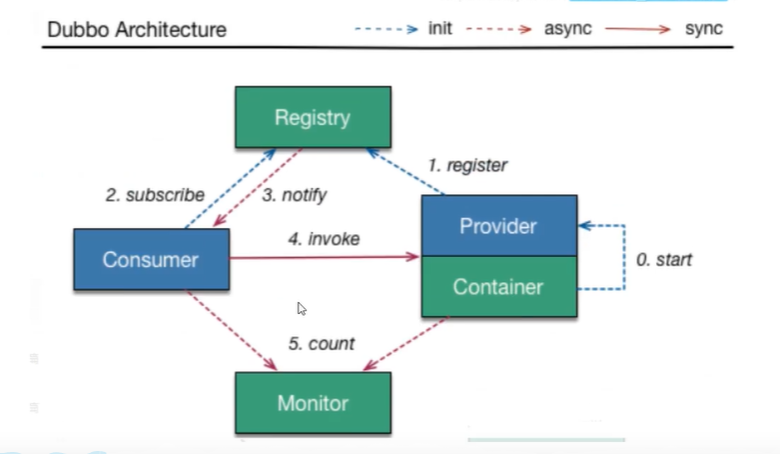 Dubbo Architecture
init
async
sync
Registry
1. register
2. subscribe
3. notify
Provider
4. invoke
Consumer
0. start
Container
5. count
Monitor